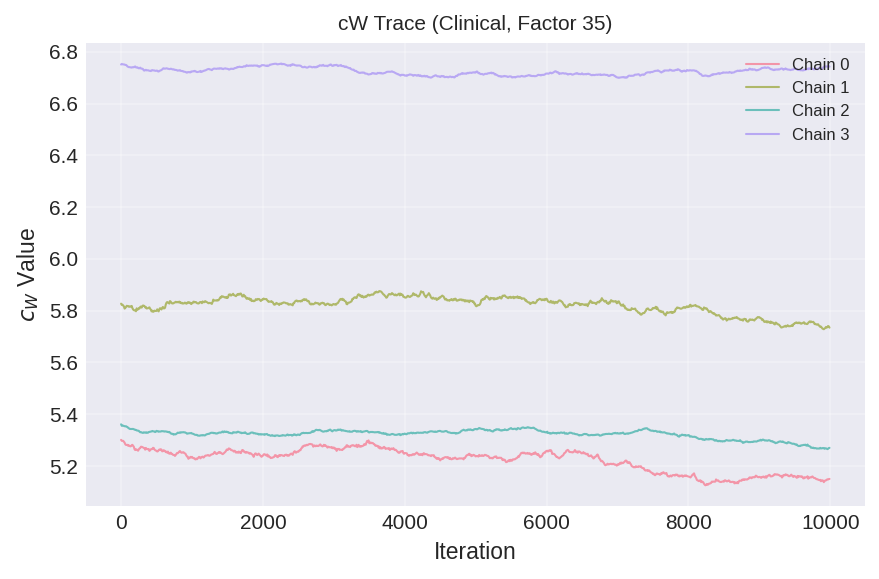 cW Trace (Clinical, Factor 35)
6.8
6.6
6.4
6.2
6.0
5.8
5.6
5.4
5.2
c_W Value
Chain 0
Chain 1
Chain 2
Chain 3
0 2000 4000 6000 8000 10000
Iteration